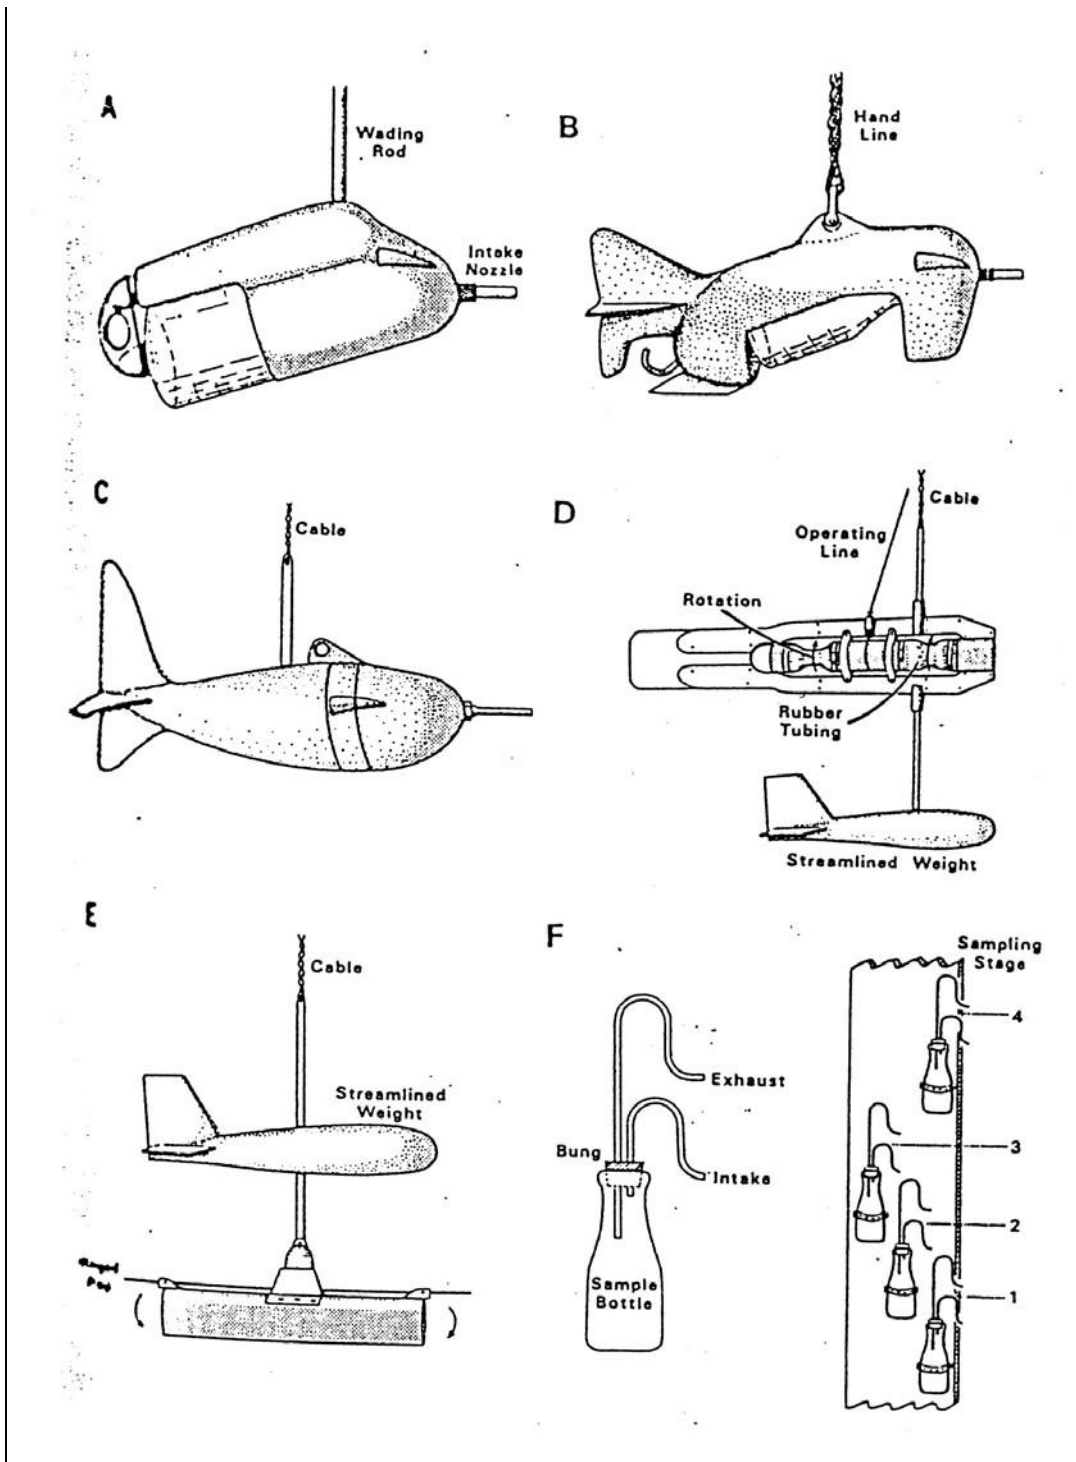 A
Wading
Rod
Intake
Nozzle
B
Hand
Line
C
Cable
D
Cable
Operating
Line
Rotation
Rubber
Tubing
Streamlined Weight
E
Cable
Streamlined
Weight
F
Exhaust
Bung
Intake
Sample
Bottle
Sampling
Stage
4
3
2
1